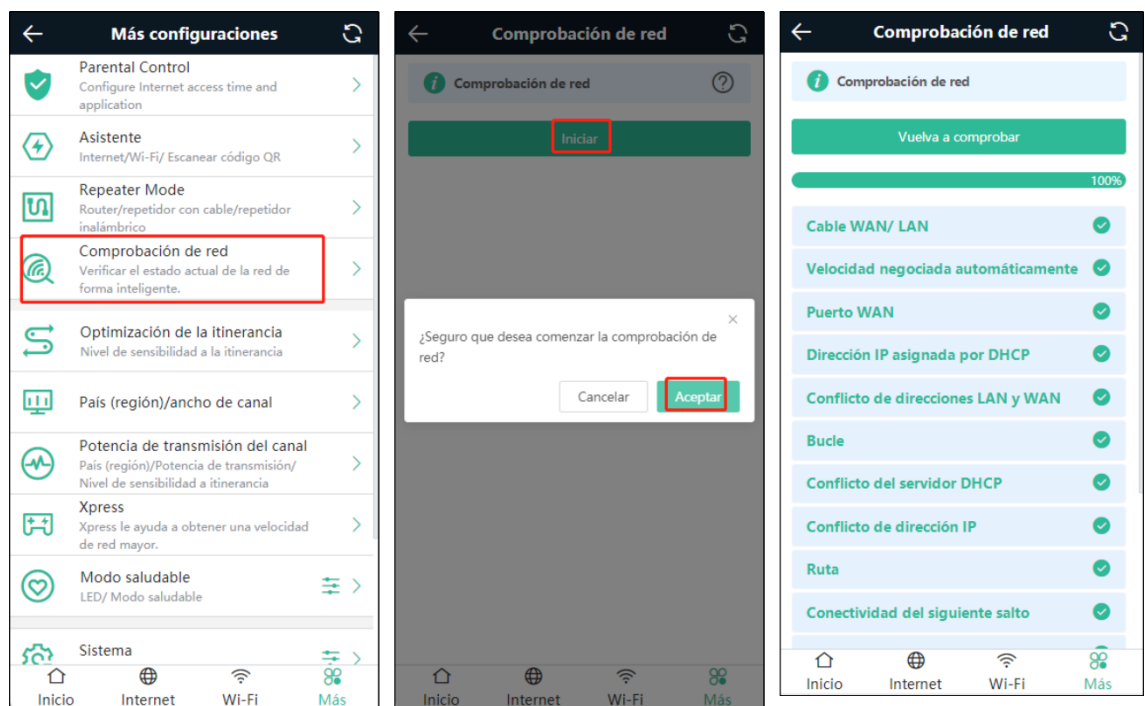 Más configuraciones
Parental Control
Configure Internet access time and
application
Asistente
Internet/Wi-Fi/ Escanear código QR
Repeater Mode
Router/repetidor con cable/repetidor
inalámbrico
Comprobación de red
Verificar el estado actual de la red de
forma inteligente.
Optimización de la itinerancia
Nivel de sensibilidad a la itinerancia
País (región)/ancho de canal
Potencia de transmisión del canal
País (región)/Potencia de transmisión/
Nivel de sensibilidad a itinerancia
Xpress
Xpress le ayuda a obtener una velocidad
de red mayor.
Modo saludable
LED/ Modo saludable
Sistema
Inicio Internet Wi-Fi Más
Comprobación de red
Comprobación de red
Iniciar
¿Seguro que desea comenzar la comprobación de
red?
Cancelar Aceptar
Inicio Internet Wi-Fi Más
Comprobación de red
Comprobación de red
Vuelva a comprobar
100%
Cable WAN/ LAN
Velocidad negociada automáticamente
Puerto WAN
Dirección IP asignada por DHCP
Conflicto de direcciones LAN y WAN
Bucle
Conflicto del servidor DHCP
Conflicto de dirección IP
Ruta
Conectividad del siguiente salto
Inicio Internet Wi-Fi Más